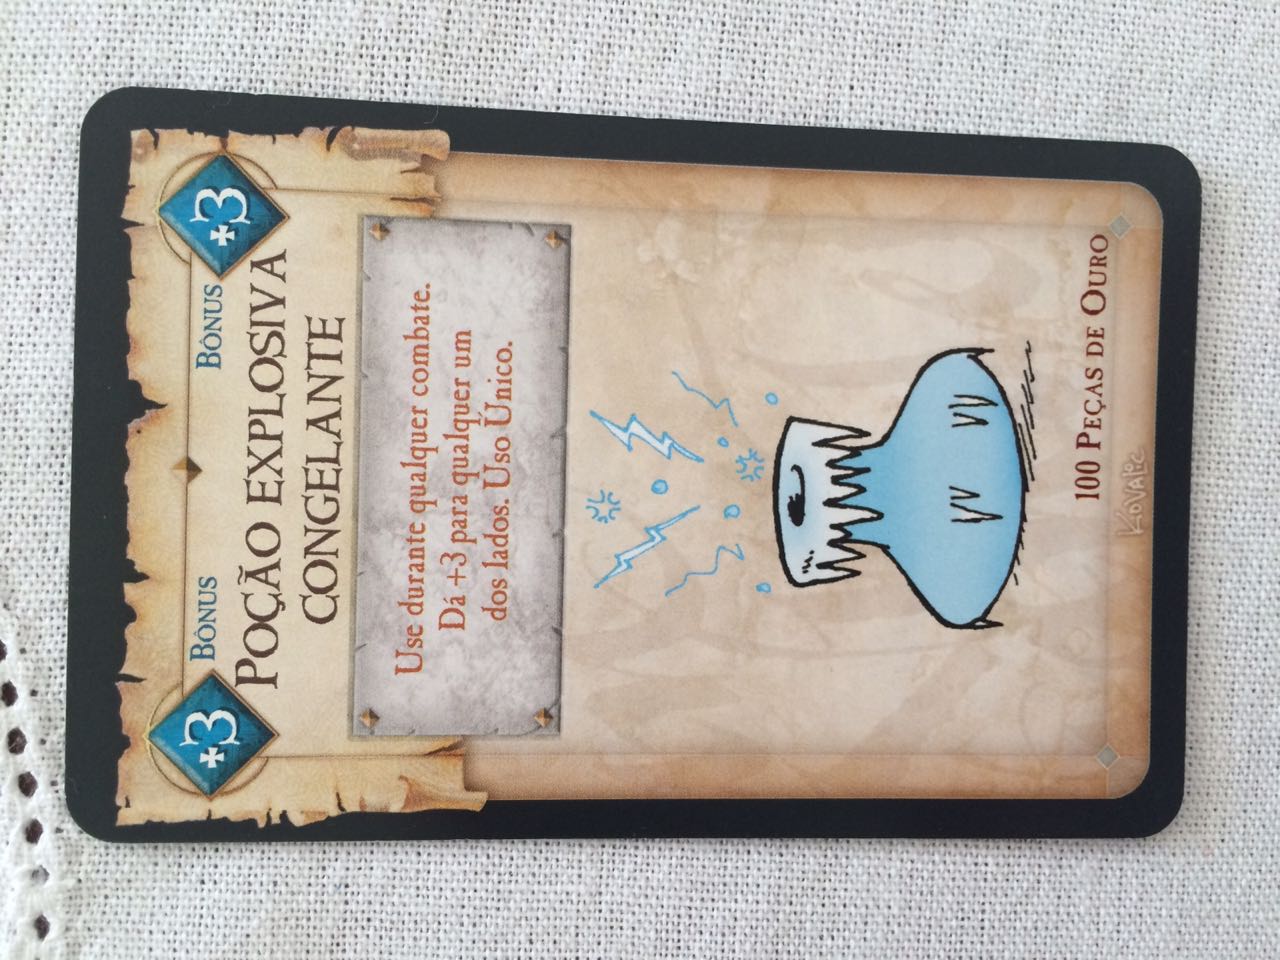 +3 BÔNUS BÔNUS +3
POÇÃO EXPLOSIVA
CONGELANTE
Use durante qualquer combate.
Dá +3 para qualquer um
dos lados. Uso Único.
100 PEÇAS DE OURO
KOVALIC